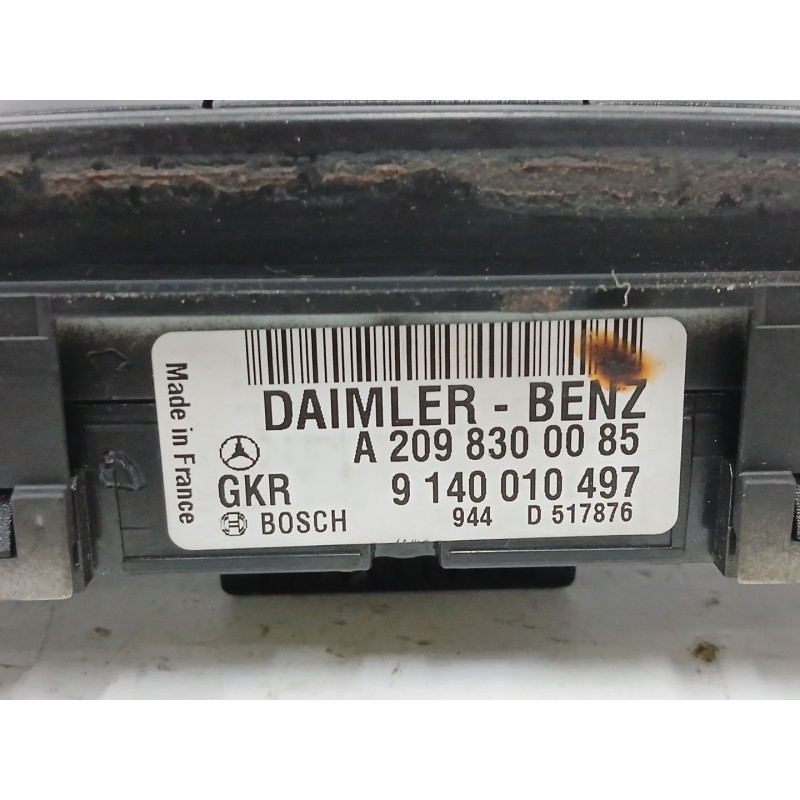 Made in France
DAIMLER - BENZ
A 209 830 00 85
GKR 9 140 010 497
BOSCH 944 D 517876